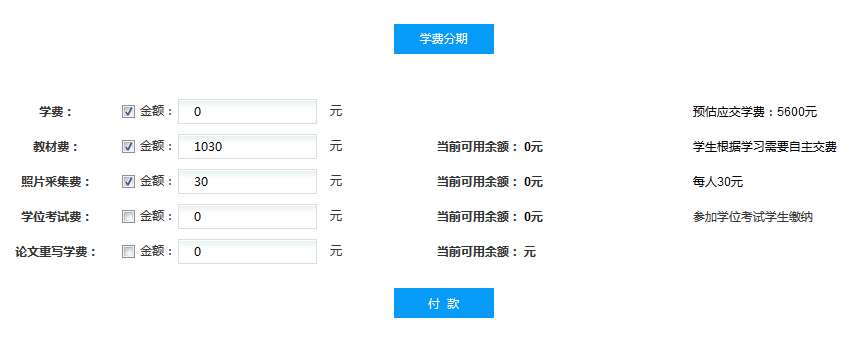 学费分期
学费： 金额： 0 元 预估应交学费：5600元
教材费： 金额： 1030 元 当前可用余额： 0元 学生根据学习需要自主交费
照片采集费： 金额： 30 元 当前可用余额： 0元 每人30元
学位考试费： 金额： 0 元 当前可用余额： 0元 参加学位考试学生缴纳
论文重写学费： 金额： 0 元 当前可用余额： 元
付 款